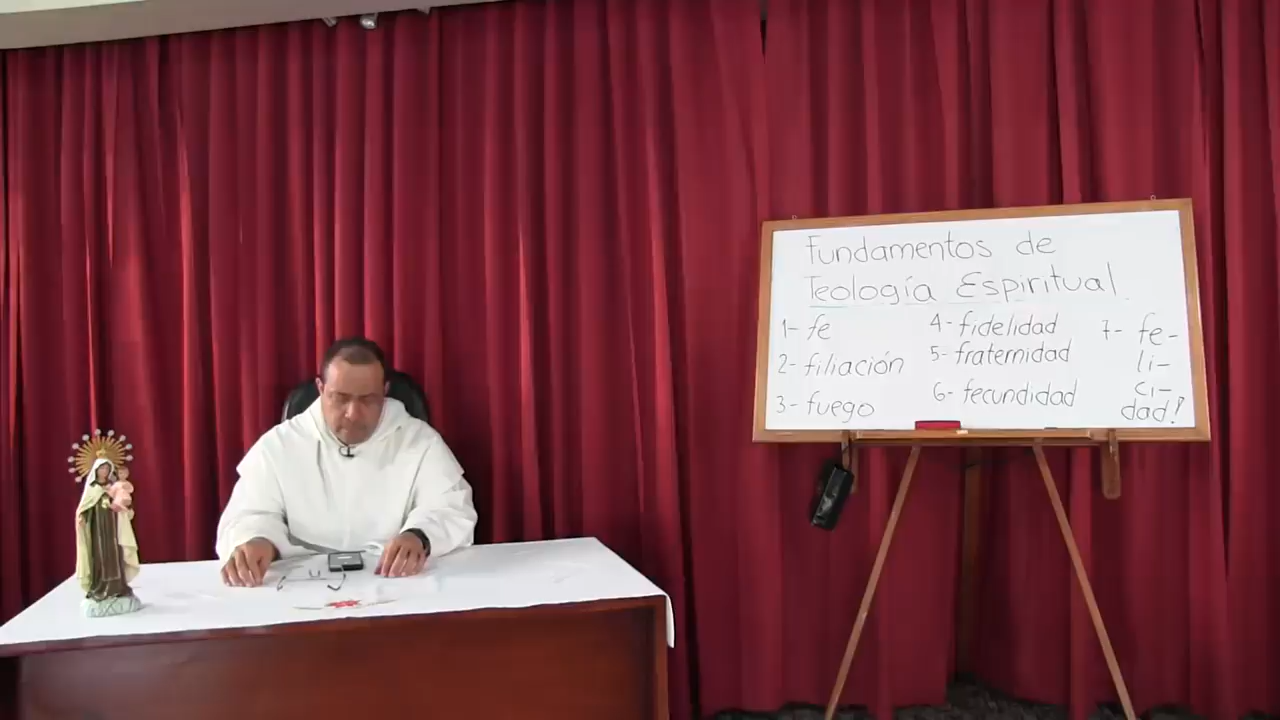 Fundamentos de
Teología Espiritual
1- fe
2- filiación
3- fuego
4- fidelidad
5- fraternidad
6- fecundidad
7- fe-
li-
ci-
dad!